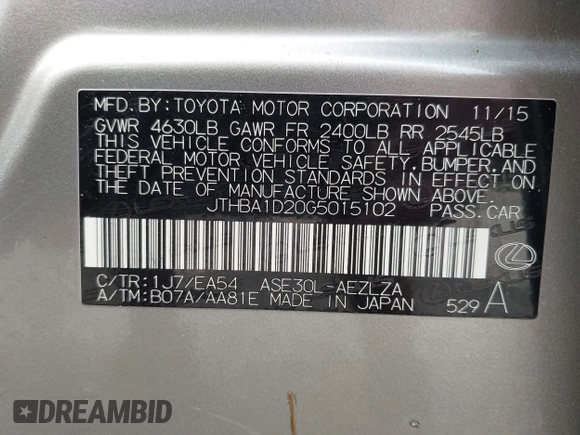 MFD. BY: TOYOTA MOTOR CORPORATION 11/15
GVWR 4630LB GAWR FR 2400LB RR 2545LB
THIS VEHICLE CONFORMS TO ALL APPLICABLE
FEDERAL MOTOR VEHICLE SAFETY, BUMPER, AND
THEFT PREVENTION STANDARDS IN EFFECT ON
THE DATE OF MANUFACTURE SHOWN ABOVE.
JTHBA1D20G5015102 PASS. CAR
C/TR: 1J7/EA54 ASE30L-AEZLZA
A/TM: B07A/AA81E MADE IN JAPAN 529 A
DREAMBID